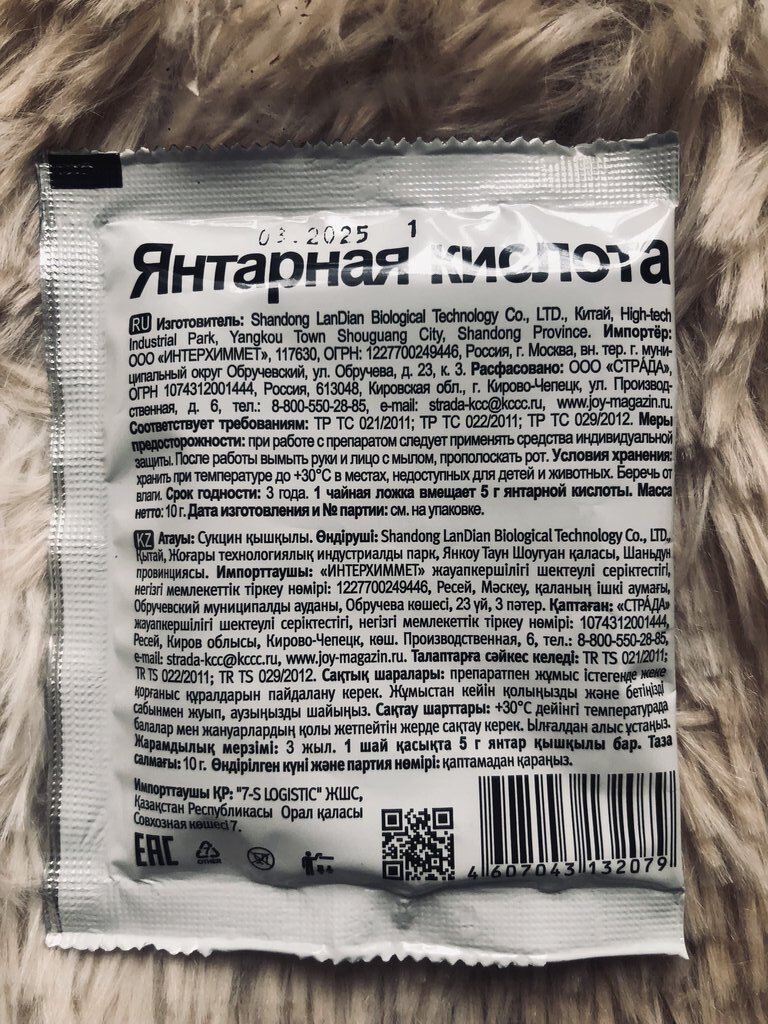 03.2025 1
Янтарная кислота
RU Изготовитель: Shandong LanDian Biological Technology Co., LTD., Китай, High-tech
Industrial Park, Yangkou Town Shouguang City, Shandong Province. Импортёр:
ООО «ИНТЕРХИММЕТ», 117630, ОГРН: 1227700249446, Россия, г. Москва, вн. тер. г. муни-
ципальный округ Обручевский, ул. Обручева, д. 23, к. 3. Расфасовано: ООО «СТРАДА»,
ОГРН 1074312001444, Россия, 613048, Кировская обл., г. Кирово-Чепецк, ул. Производ-
ственная, д. 6, тел.: 8-800-550-28-85, e-mail: strada-kcc@kccc.ru, www.joy-magazin.ru.
Соответствует требованиям: ТР ТС 021/2011; ТР ТС 022/2011; ТР ТС 029/2012. Меры
предосторожности: при работе с препаратом следует применять средства индивидуальной
защиты. После работы вымыть руки и лицо с мылом, прополоскать рот. Условия хранения:
хранить при температуре до +30°С в местах, недоступных для детей и животных. Беречь от
влаги. Срок годности: 3 года. 1 чайная ложка вмещает 5 г янтарной кислоты. Масса
нетто: 10 г. Дата изготовления и № партии: см. на упаковке.
KZ Атауы: Сукцин қышқылы. Өндіруші: Shandong LanDian Biological Technology Co., LTD.,
Қытай, Жоғары технологиялық индустриалды парк, Янкоу Таун Шоугуан қаласы, Шаньдун
провинциясы. Импорттаушы: «ИНТЕРХИММЕТ» жауапкершілігі шектеулі серіктестігі,
негізгі мемлекеттік тіркеу нөмірі: 1227700249446, Ресей, Мәскеу, қаланың ішкі аумағы,
Обручевский муниципалды ауданы, Обручева көшесі, 23 үй, 3 пәтер. Қаптаған: «СТРАДА»
жауапкершілігі шектеулі серіктестігі, негізгі мемлекеттік тіркеу нөмірі: 1074312001444,
Ресей, Киров облысы, Кирово-Чепецк, көш. Производственная, 6, тел.: 8-800-550-28-85,
e-mail: strada-kcc@kccc.ru, www.joy-magazin.ru. Талаптарға сәйкес келеді: TR TS 021/2011;
TR TS 022/2011; TR TS 029/2012. Сақтық шаралары: препаратпен жұмыс істегенде жеке
қорғаныс құралдарын пайдалану керек. Жұмыстан кейін қолыңызды және бетіңізді
сабынмен жуып, аузыңызды шайыңыз. Сақтау шарттары: +30°С дейінгі температурада
балалар мен жануарлардың қолы жетпейтін жерде сақтау керек. Ылғалдан алыс ұстаңыз.
Жарамдылық мерзімі: 3 жыл. 1 шай қасықта 5 г янтар қышқылы бар. Таза
салмағы: 10 г. Өндірілген күні және партия нөмірі: қаптамадан қараңыз.
Импорттаушы ҚР: "7-S LOGISTIC" ЖШС,
Қазақстан Республикасы Орал қаласы
Совхозная көшесі 7.
EAC 7 OTHER
4 607043 132079